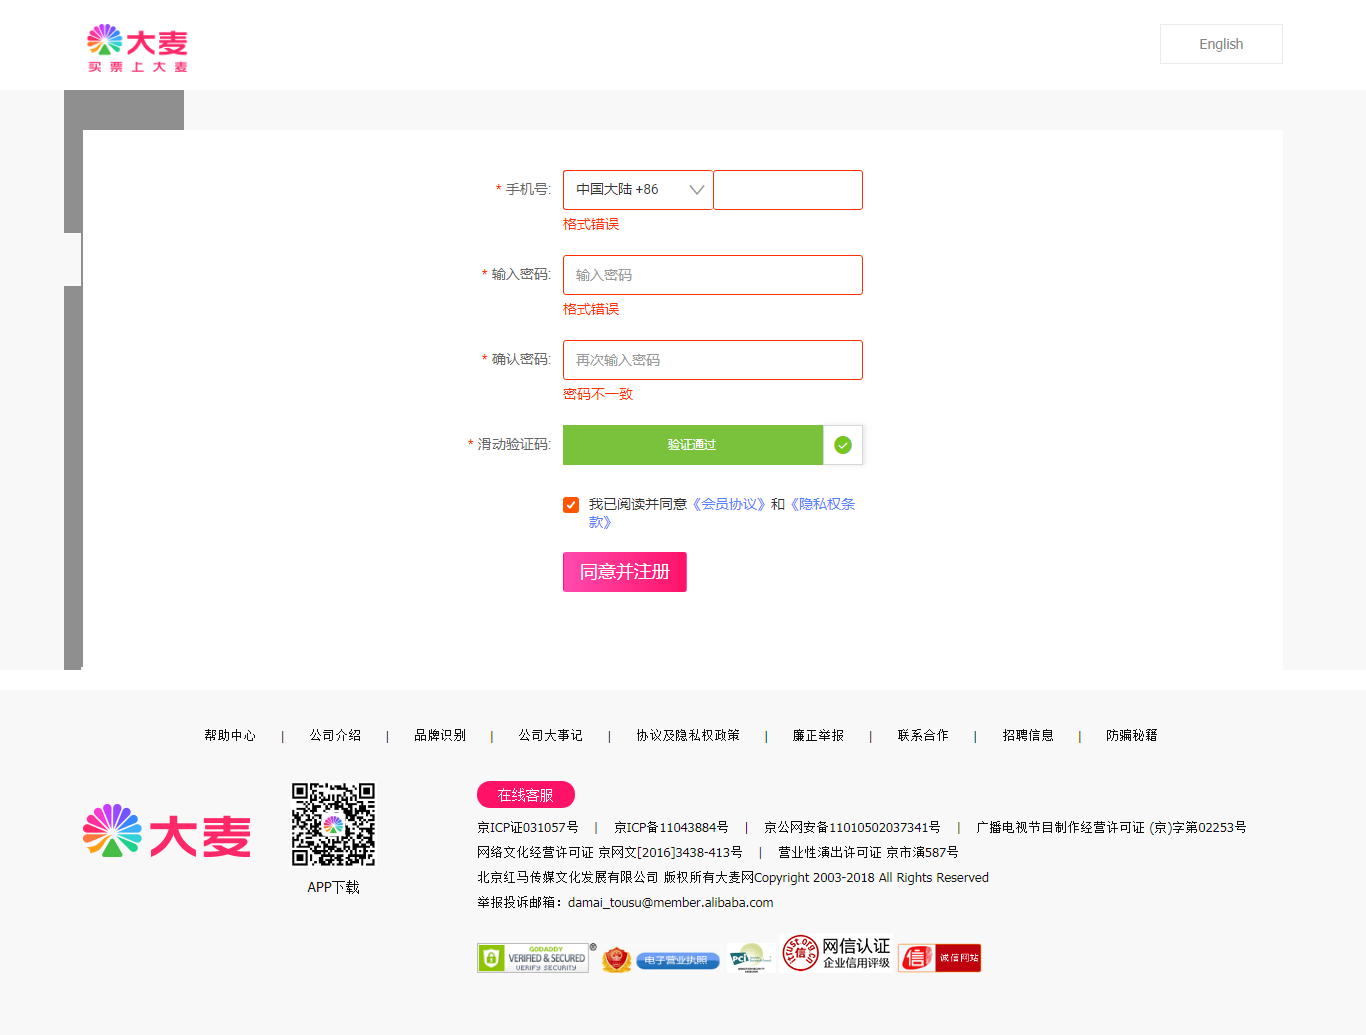 大麦
买票上大麦
English
* 手机号: 中国大陆 +86
格式错误
* 输入密码: 输入密码
格式错误
* 确认密码: 再次输入密码
密码不一致
* 滑动验证码: 验证通过
我已阅读并同意《会员协议》和《隐私权条
款》
同意并注册
帮助中心 | 公司介绍 | 品牌识别 | 公司大事记 | 协议及隐私权政策 | 廉正举报 | 联系合作 | 招聘信息 | 防骗秘籍
大麦
APP下载
在线客服
京ICP证031057号 | 京ICP备11043884号 | 京公网安备11010502037341号 | 广播电视节目制作经营许可证 (京)字第02253号
网络文化经营许可证 京网文[2016]3438-413号 | 营业性演出许可证 京市演587号
北京红马传媒文化发展有限公司 版权所有大麦网Copyright 2003-2018 All Rights Reserved
举报投诉邮箱：damai_tousu@member.alibaba.com
GODADDY
VERIFIED & SECURED
VERIFY SECURITY
®
电子营业执照
PCI
信
网信认证
企业信用评级
信
诚信网站